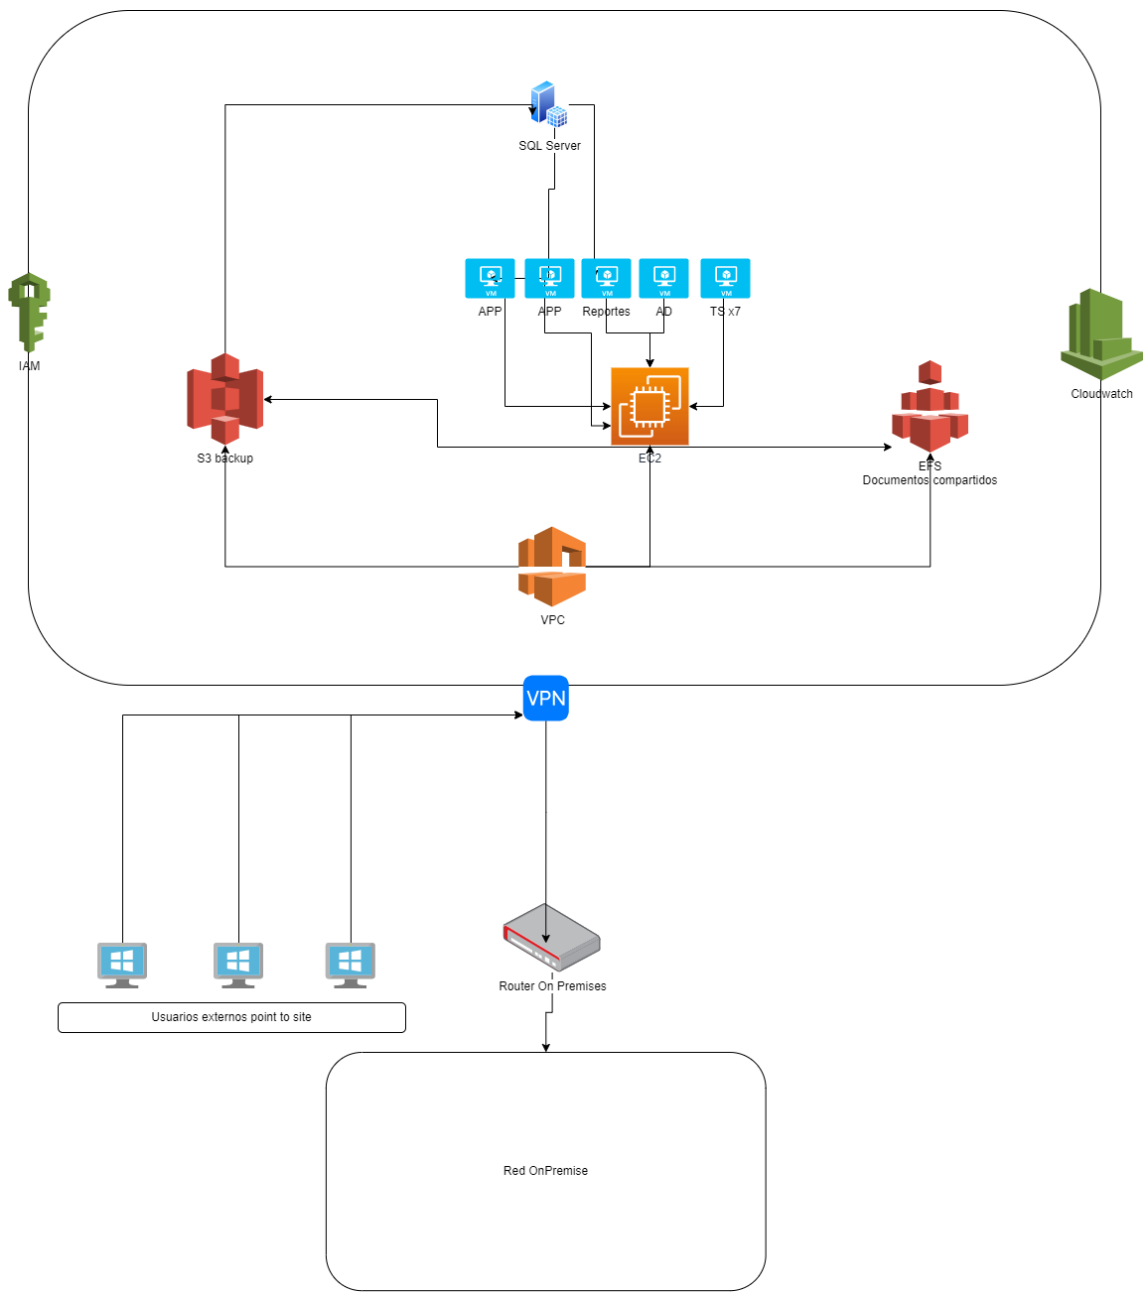 SQL Server
VM
VM
VM
VM
VM
APP
APP
Reportes
AD
TS x7
IAM
Cloudwatch
S3 backup
EC2
EFS
Documentos compartidos
VPC
VPN
Router On Premises
Usuarios externos point to site
Red OnPremise